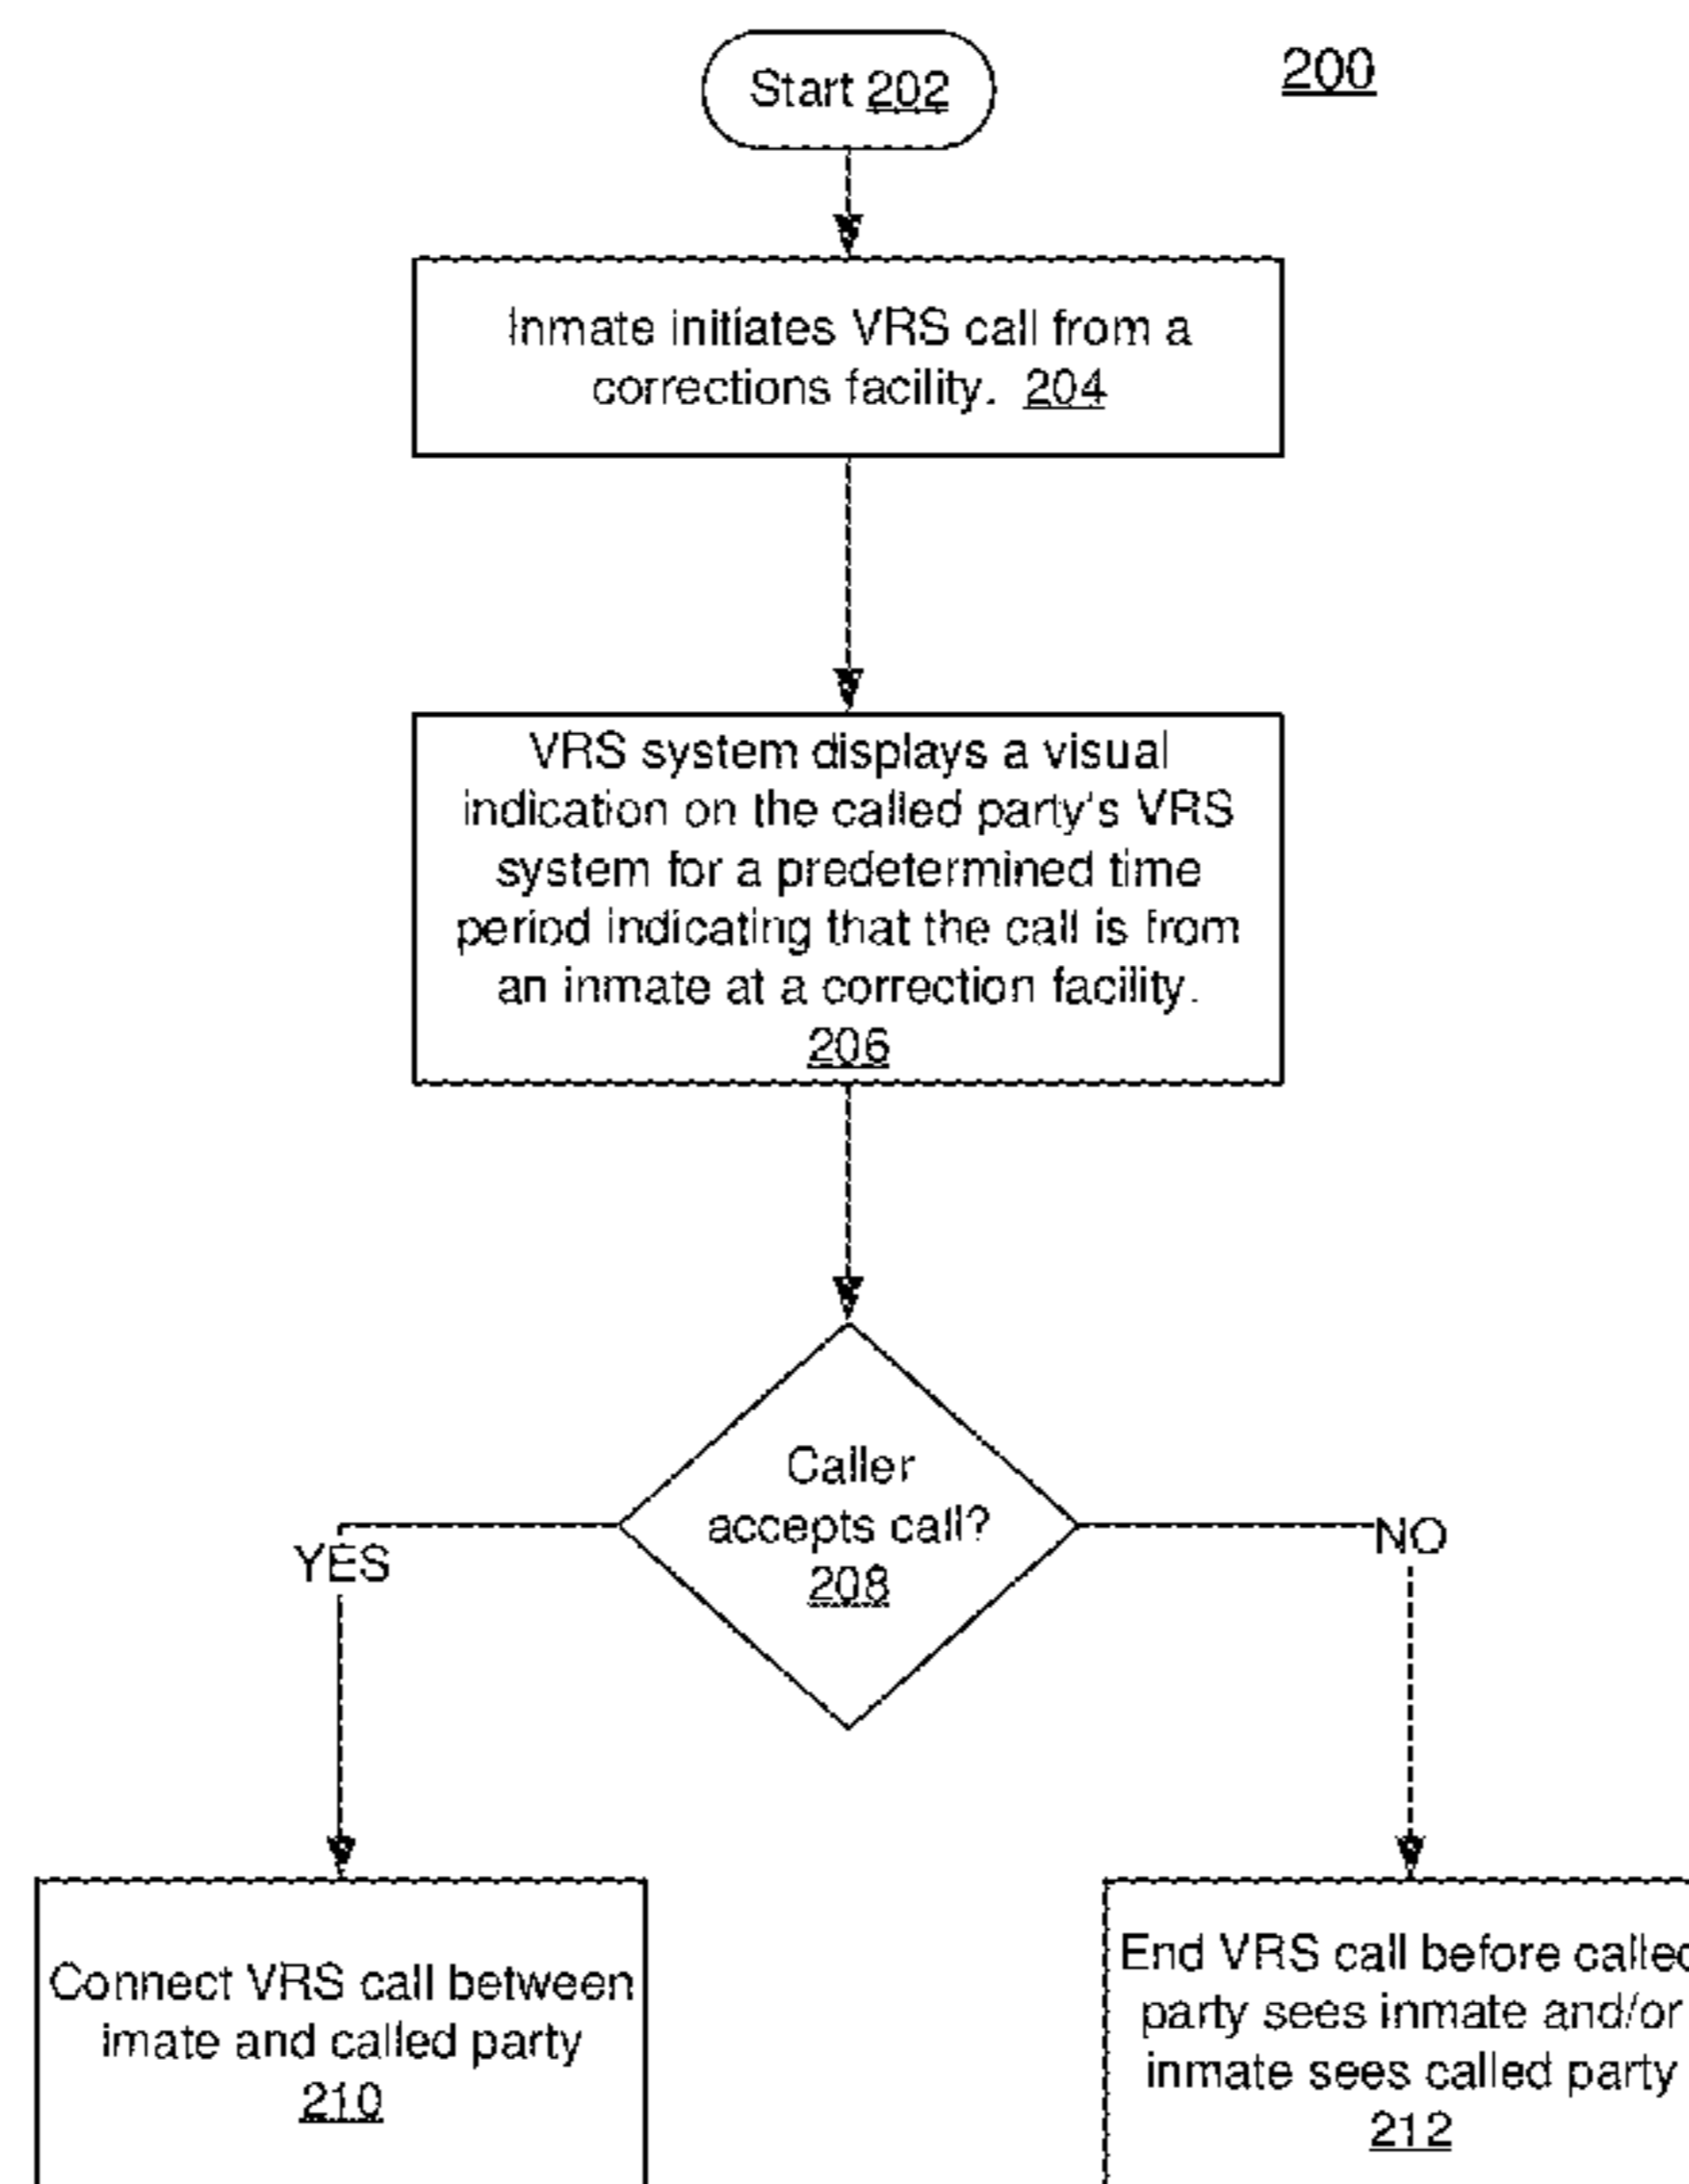 Start 202
200
Inmate initiates VRS call from a
corrections facility. 204
VRS system displays a visual
indication on the called party's VRS
system for a predetermined time
period indicating that the call is from
an inmate at a correction facility.
206
Caller
accepts call?
208
YES
NO
Connect VRS call between
imate and called party
210
End VRS call before called
party sees inmate and/or
inmate sees called party
212